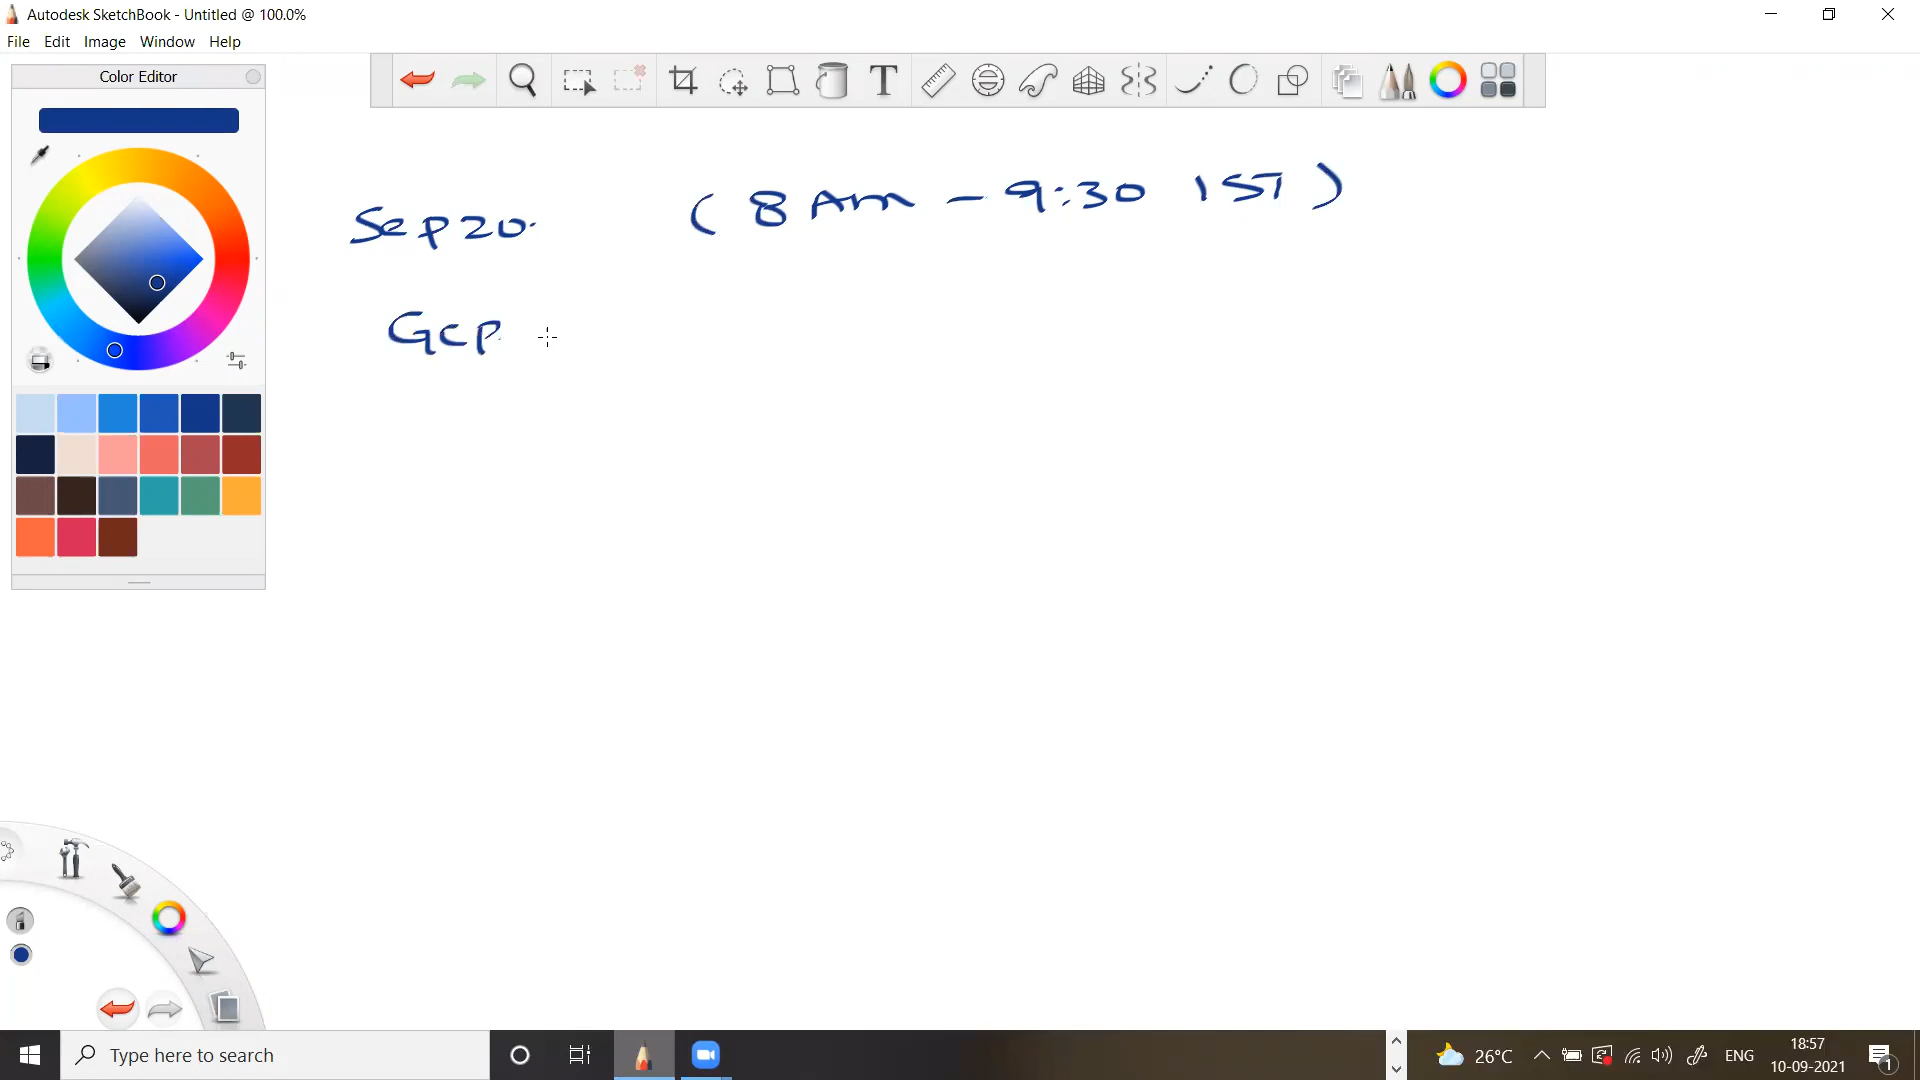 Autodesk SketchBook - Untitled @ 100.0%
File Edit Image Window Help
Color Editor
T
Sep 20. ( 8 Am - 9:30 IST )
GCP
Type here to search
26°C
ENG
18:57
10-09-2021
1